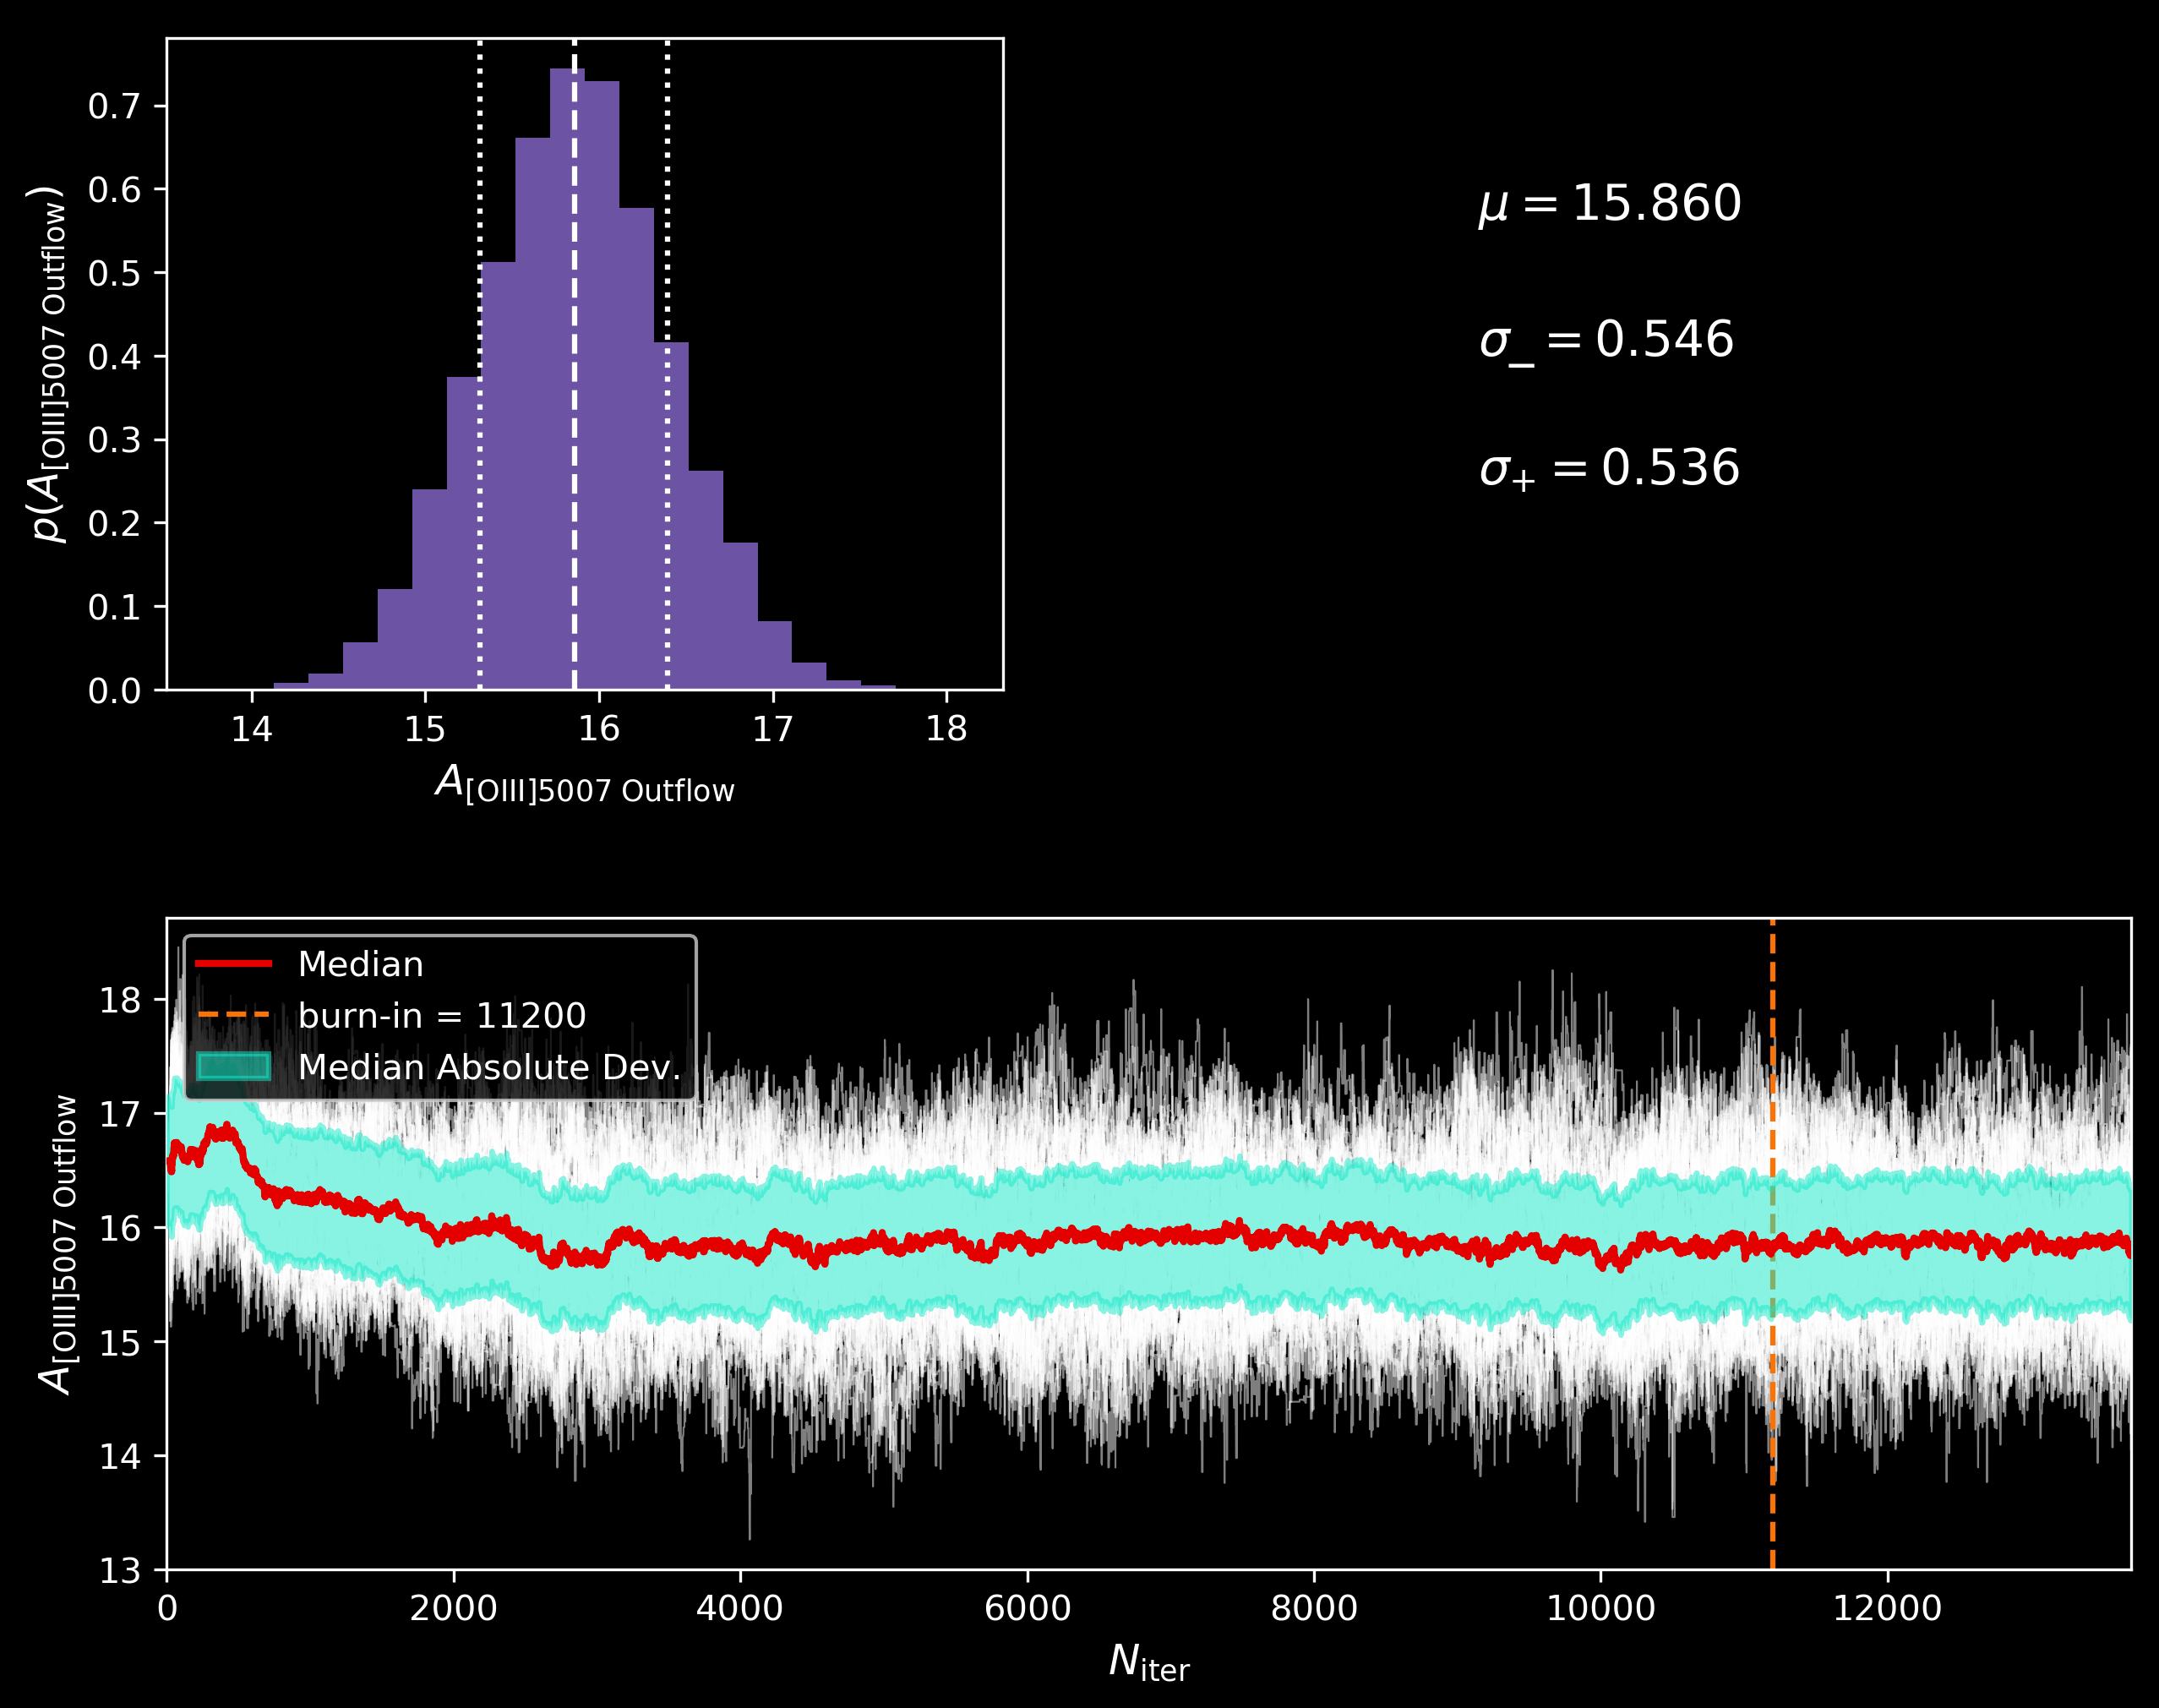 p(A[OIII]5007 Outflow)
0.7
0.6
0.5
0.4
0.3
0.2
0.1
0.0
14 15 16 17 18
A[OIII]5007 Outflow
μ = 15.860
σ− = 0.546
σ+ = 0.536
A[OIII]5007 Outflow
18
17
16
15
14
13
Median
burn-in = 11200
Median Absolute Dev.
0 2000 4000 6000 8000 10000 12000
Niter